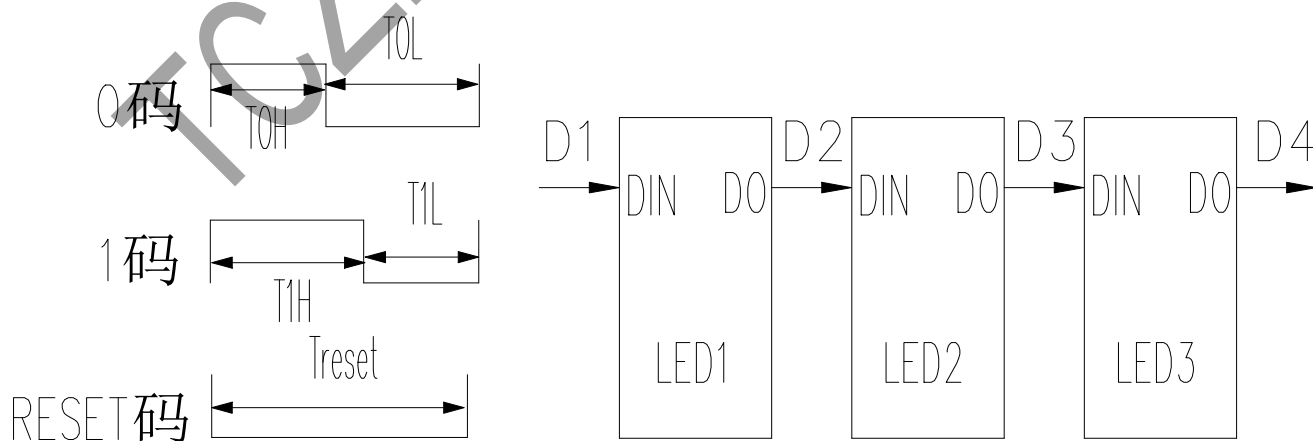 TC2
T0L
0码
T0H
T1L
1码
T1H
Treset
RESET码
D1
D2
D3
D4
DIN DO
DIN DO
DIN DO
LED1
LED2
LED3